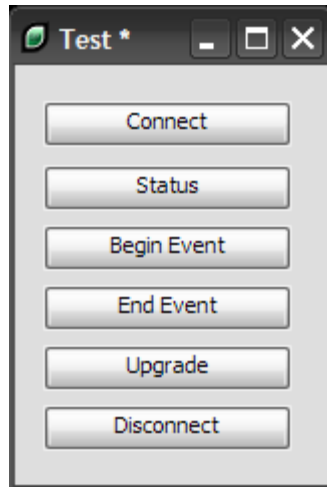 Test *
Connect
Status
Begin Event
End Event
Upgrade
Disconnect